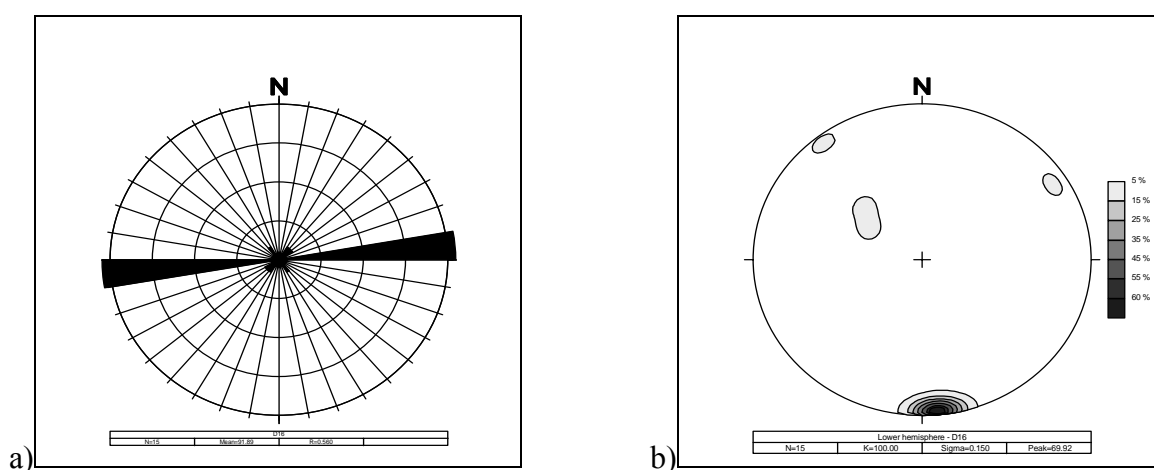 N
D16
N=15 Mean=91.89 R=0.560
a)
N
5 %
15 %
25 %
35 %
45 %
55 %
60 %
Lower hemisphere - D16
N=15 K=100.00 Sigma=0.150 Peak=69.92
b)